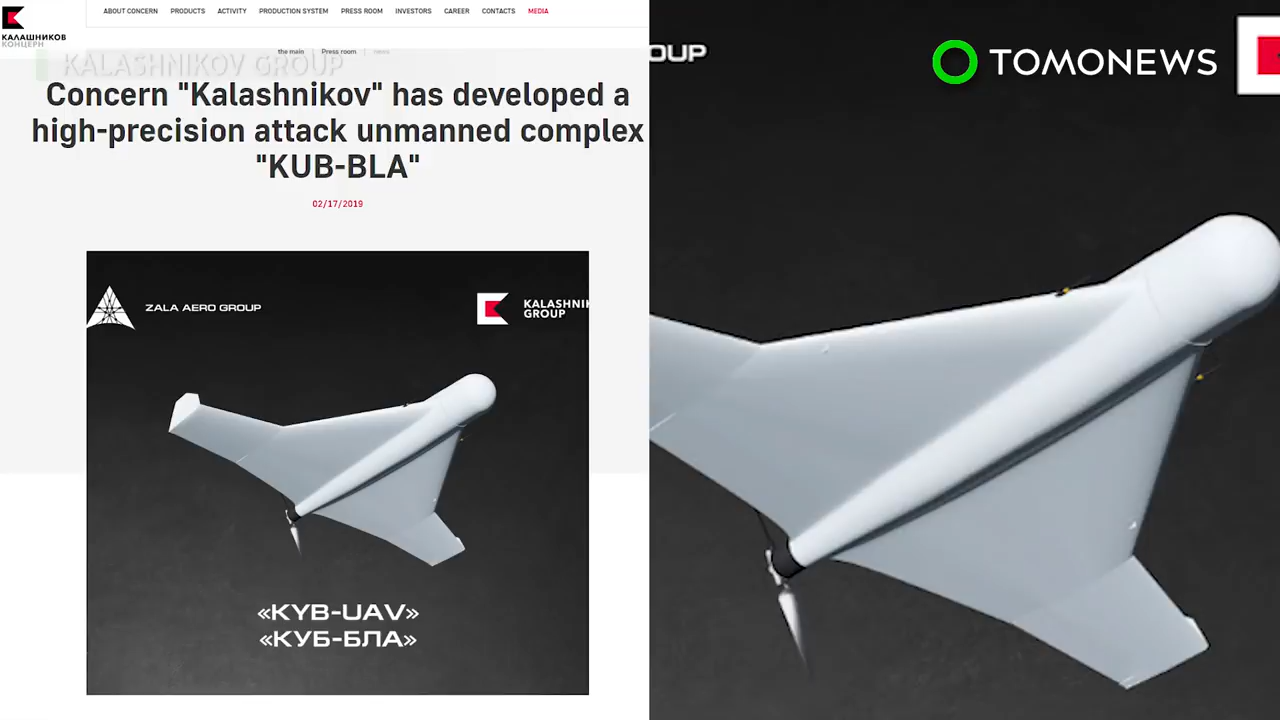 ABOUT CONCERN PRODUCTS ACTIVITY PRODUCTION SYSTEM PRESS ROOM INVESTORS CAREER CONTACTS MEDIA
КАЛАШНИКОВ
КОНЦЕРН
the main Press room news
KALASHNIKOV GROUP
Concern "Kalashnikov" has developed a
high-precision attack unmanned complex
"KUB-BLA"
02/17/2019
ZALA AERO GROUP
KALASHNIK
GROUP
«KYB-UAV»
«КУБ-БЛА»
OUP
TOMONEWS